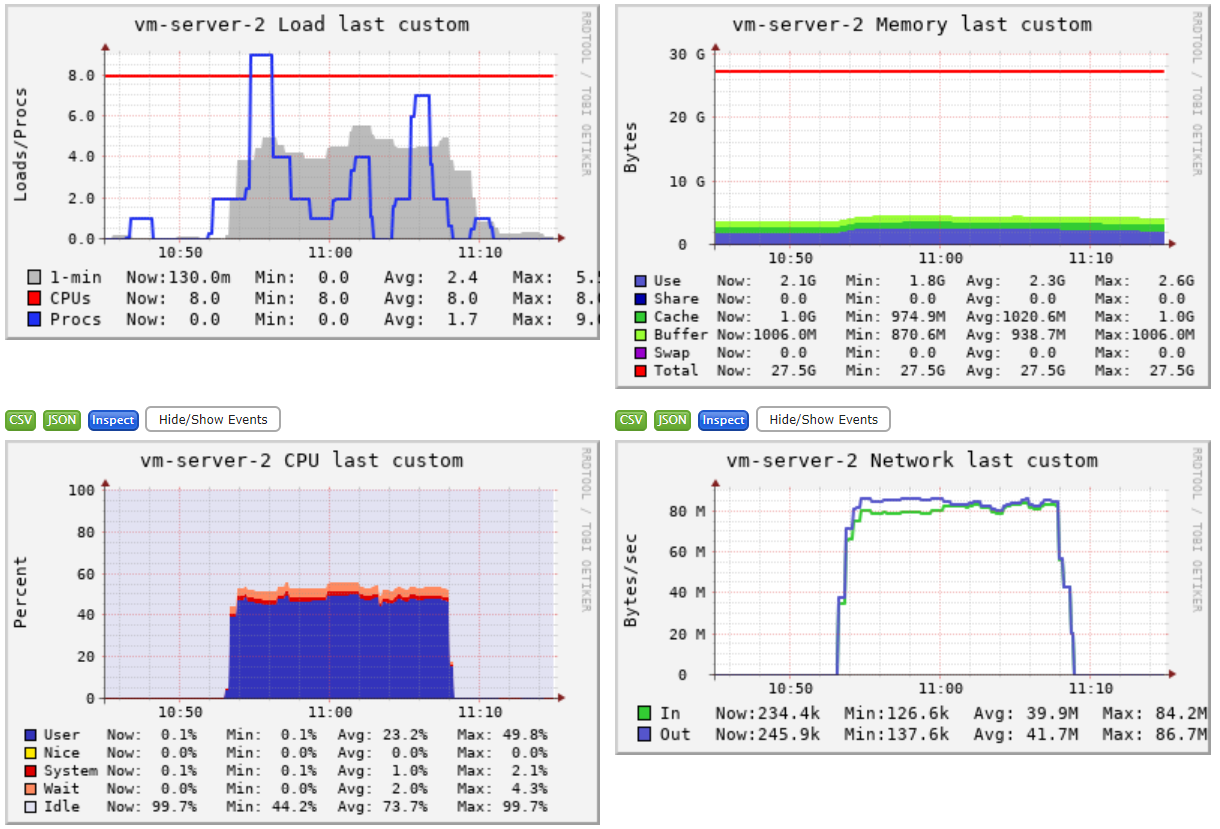 vm-server-2 Load last custom
RRDTOOL / TOBI OETIKER
Loads/Procs
8.0
6.0
4.0
2.0
0.0
10:50 11:00 11:10
1-min Now:130.0m Min: 0.0 Avg: 2.4 Max: 5.5
CPUs Now: 8.0 Min: 8.0 Avg: 8.0 Max: 8.0
Procs Now: 0.0 Min: 0.0 Avg: 1.7 Max: 9.0
vm-server-2 Memory last custom
RRDTOOL / TOBI OETIKER
Bytes
30 G
20 G
10 G
0
10:50 11:00 11:10
Use Now: 2.1G Min: 1.8G Avg: 2.3G Max: 2.6G
Share Now: 0.0 Min: 0.0 Avg: 0.0 Max: 0.0
Cache Now: 1.0G Min: 974.9M Avg:1020.6M Max: 1.0G
Buffer Now:1006.0M Min: 870.6M Avg: 938.7M Max:1006.0M
Swap Now: 0.0 Min: 0.0 Avg: 0.0 Max: 0.0
Total Now: 27.5G Min: 27.5G Avg: 27.5G Max: 27.5G
CSV JSON Inspect Hide/Show Events
CSV JSON Inspect Hide/Show Events
vm-server-2 CPU last custom
RRDTOOL / TOBI OETIKER
Percent
100
80
60
40
20
0
10:50 11:00 11:10
User Now: 0.1% Min: 0.1% Avg: 23.2% Max: 49.8%
Nice Now: 0.0% Min: 0.0% Avg: 0.0% Max: 0.0%
System Now: 0.1% Min: 0.1% Avg: 1.0% Max: 2.1%
Wait Now: 0.0% Min: 0.0% Avg: 2.0% Max: 4.3%
Idle Now: 99.7% Min: 44.2% Avg: 73.7% Max: 99.7%
vm-server-2 Network last custom
RRDTOOL / TOBI OETIKER
Bytes/sec
80 M
60 M
40 M
20 M
0
10:50 11:00 11:10
In Now:234.4k Min:126.6k Avg: 39.9M Max: 84.2M
Out Now:245.9k Min:137.6k Avg: 41.7M Max: 86.7M